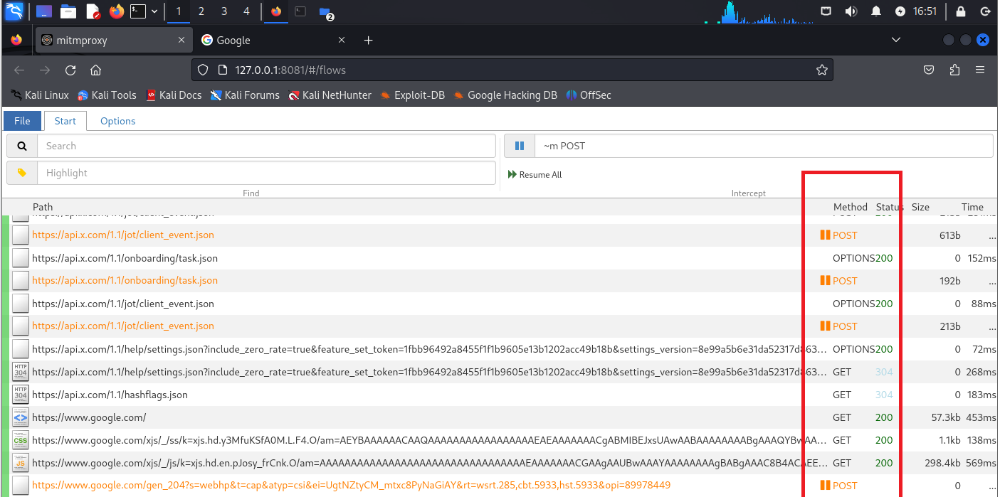 1 2 3 4 2 16:51
mitmproxy Google
127.0.0.1:8081/#/flows
Kali Linux Kali Tools Kali Docs Kali Forums Kali NetHunter Exploit-DB Google Hacking DB OffSec
File Start Options
Search ~m POST
Highlight Resume All
Find Intercept
Path Method Status Size Time
https://api.x.com/1.1/jot/client_event.json POST 613b ...
https://api.x.com/1.1/onboarding/task.json OPTIONS 200 0 152ms
https://api.x.com/1.1/onboarding/task.json POST 192b ...
https://api.x.com/1.1/jot/client_event.json OPTIONS 200 0 88ms
https://api.x.com/1.1/jot/client_event.json POST 213b ...
https://api.x.com/1.1/help/settings.json?include_zero_rate=true&feature_set_token=1fbb96492a8455f1f1b9605e13b1202acc49b18b&settings_version=8e99a5b6e31da52317d863... OPTIONS 200 0 72ms
HTTP 304 https://api.x.com/1.1/help/settings.json?include_zero_rate=true&feature_set_token=1fbb96492a8455f1f1b9605e13b1202acc49b18b&settings_version=8e99a5b6e31da52317d863... GET 304 0 268ms
HTTP 304 https://api.x.com/1.1/hashflags.json GET 304 0 183ms
<> https://www.google.com/ GET 200 57.3kb 453ms
CSS https://www.google.com/xjs/_/ss/k=xjs.hd.y3MfuKSfA0M.L.F4.O/am=AEYBAAAAAACAAQAAAAAAAAAAAAAAAAAEAEAAAAAAACgABMIBEJxsUAwAABAAAAAAABgAAAQYBwAA... GET 200 1.1kb 138ms
JS https://www.google.com/xjs/_/js/k=xjs.hd.en.pJosy_frCnk.O/am=AAAAAAAAAAAAAAAAAAAAAAAAAAAAAAEAAAAAAACGAAgAAUBwAAAYAAAAAAAAgBABgAAAC8B4ACAEE... GET 200 298.4kb 569ms
https://www.google.com/gen_204?s=webhp&t=cap&atyp=csi&ei=UgtNZtyCM_mtxc8PyNaGiAY&rt=wsrt.285,cbt.5933,hst.5933&opi=89978449 POST 0 ...